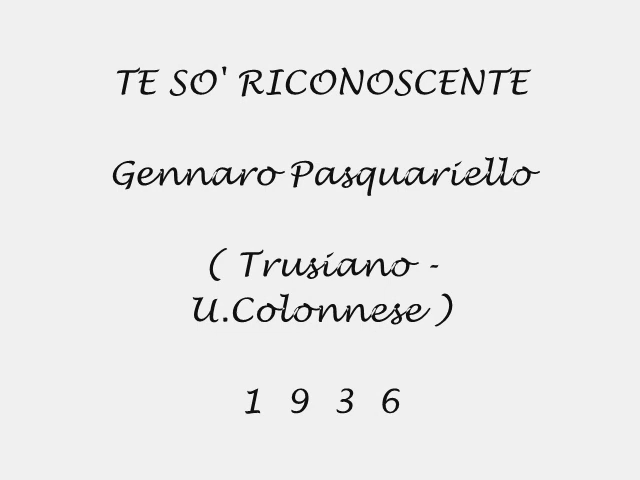 TE SO' RICONOSCENTE
Gennaro Pasquariello
( Trusiano -
U.Colonnese )
1 9 3 6